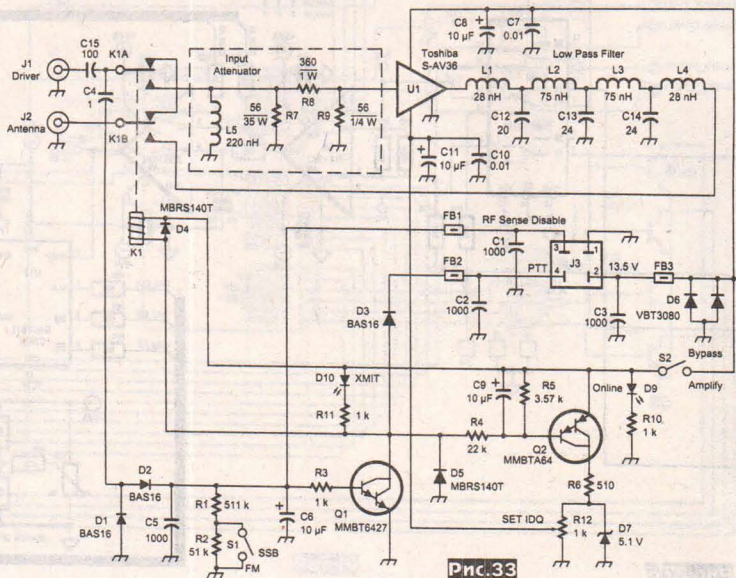 C8
10 µF
C7
0.01
C15
100
K1A
J1
Driver
C4
1
J2
Antenna
K1B
Input
Attenuator
360
1 W
R8
56
35 W
R7
R9
56
1/4 W
L5
220 nH
Toshiba
S-AV36
U1
Low Pass Filter
L1
28 nH
L2
75 nH
L3
75 nH
L4
28 nH
C12
20
C13
24
C14
24
C11
10 µF
C10
0.01
MBRS140T
D4
K1
FB1
RF Sense Disable
C1
1000
3
1
J3
4
2
FB2
PTT
13.5 V
FB3
C2
1000
C3
1000
D6
VBT3080
D3
BAS16
S2
Bypass
Amplify
D10
XMIT
R11
1 k
C9
10 µF
R5
3.57 k
Online
D9
R10
1 k
R4
22 k
Q2
MMBTA64
D2
BAS16
R3
1 k
Q1
MMBT6427
D5
MBRS140T
R6
510
D1
BAS16
C5
1000
R1
511 k
R2
51 k
S1
SSB
FM
C6
10 µF
SET IDQ
R12
1 k
D7
5.1 V
Рис.33